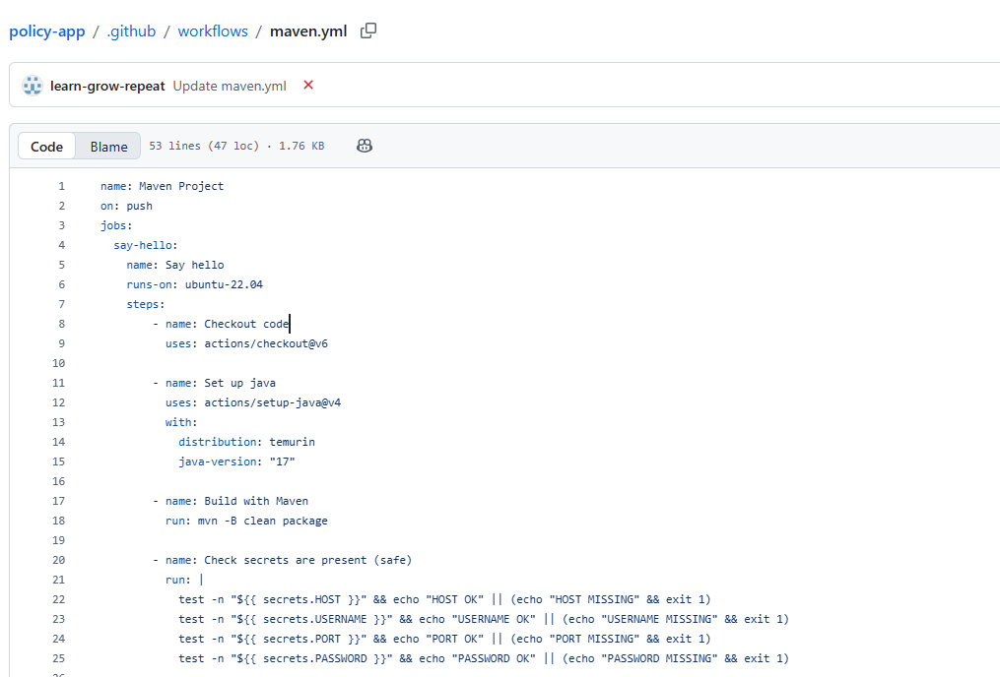 policy-app / .github / workflows / maven.yml
learn-grow-repeat Update maven.yml
Code Blame 53 lines (47 loc) · 1.76 KB
1 name: Maven Project
2 on: push
3 jobs:
4 say-hello:
5 name: Say hello
6 runs-on: ubuntu-22.04
7 steps:
8 - name: Checkout code
9 uses: actions/checkout@v6
10
11 - name: Set up java
12 uses: actions/setup-java@v4
13 with:
14 distribution: temurin
15 java-version: "17"
16
17 - name: Build with Maven
18 run: mvn -B clean package
19
20 - name: Check secrets are present (safe)
21 run: |
22 test -n "${{ secrets.HOST }}" && echo "HOST OK" || (echo "HOST MISSING" && exit 1)
23 test -n "${{ secrets.USERNAME }}" && echo "USERNAME OK" || (echo "USERNAME MISSING" && exit 1)
24 test -n "${{ secrets.PORT }}" && echo "PORT OK" || (echo "PORT MISSING" && exit 1)
25 test -n "${{ secrets.PASSWORD }}" && echo "PASSWORD OK" || (echo "PASSWORD MISSING" && exit 1)